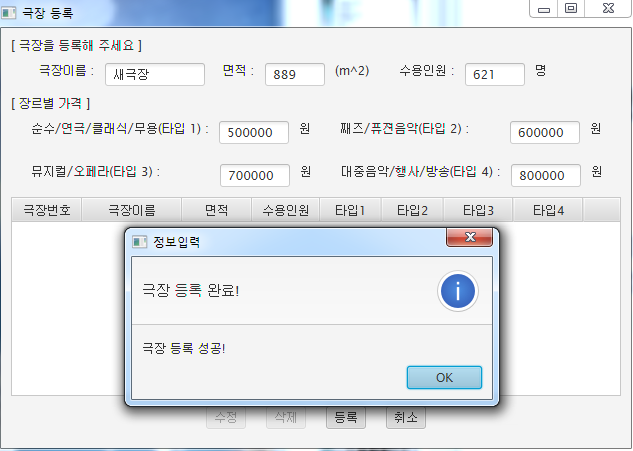 극장 등록
[ 극장을 등록해 주세요 ]
극장이름 : 새극장 면적 : 889 (m^2) 수용인원 : 621 명
[ 장르별 가격 ]
순수/연극/클래식/무용(타입 1) : 500000 원 째즈/퓨젼음악(타입 2) : 600000 원
뮤지컬/오페라(타입 3) : 700000 원 대중음악/행사/방송(타입 4) : 800000 원
극장번호 극장이름 면적 수용인원 타입1 타입2 타입3 타입4
정보입력
극장 등록 완료!
극장 등록 성공!
OK
수정 삭제 등록 취소